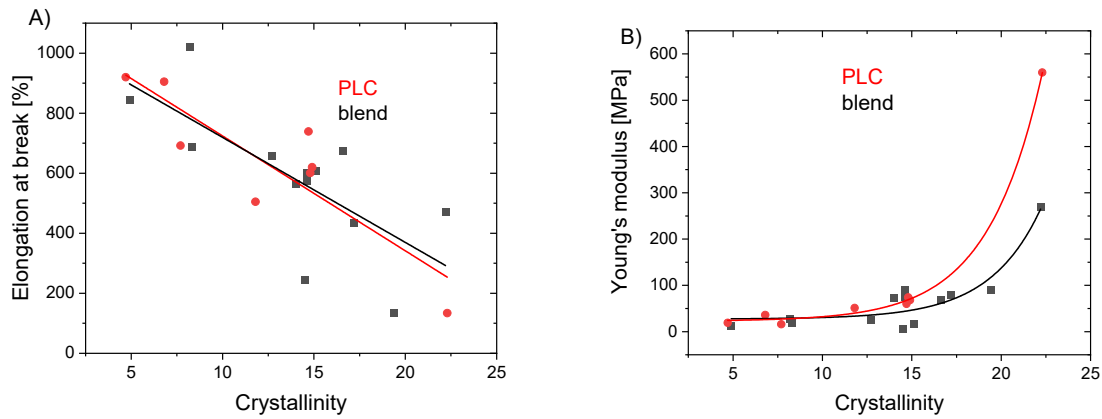 A)
Elongation at break [%]
1000
800
600
400
200
0
PLC
blend
5
10
15
20
25
Crystallinity
B)
Young's modulus [MPa]
600
500
400
300
200
100
0
PLC
blend
5
10
15
20
25
Crystallinity